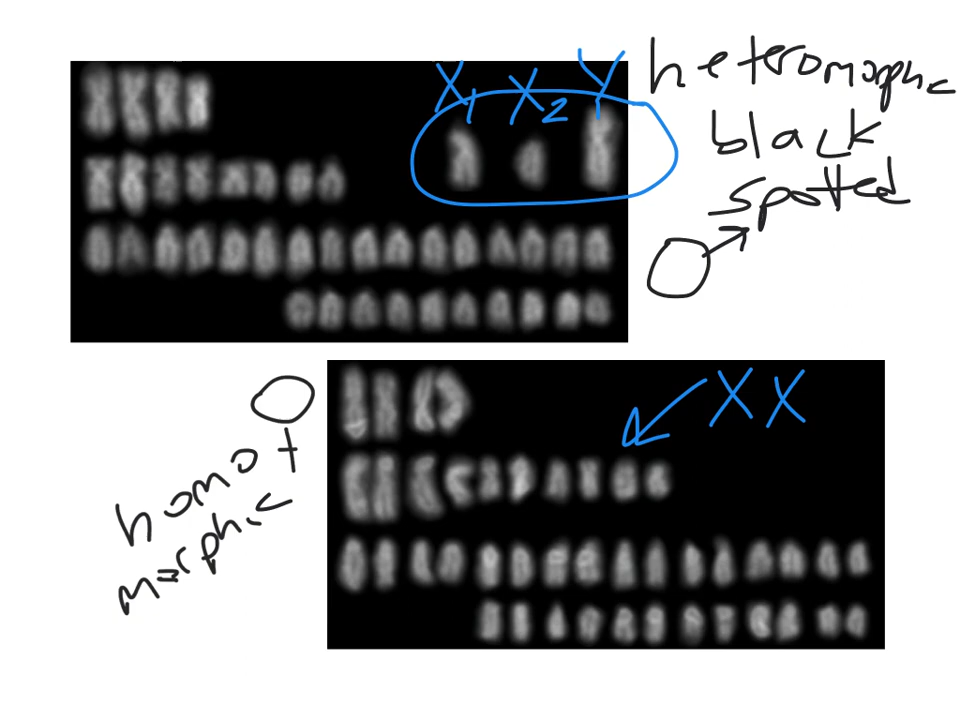 X1 X2 Y
heteromorphic
black
spotted
XX
homo
morphic